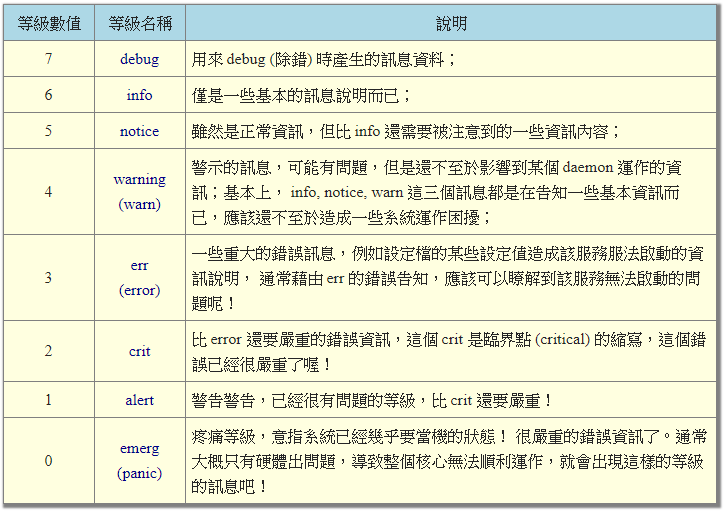 等級數值 等級名稱 說明
7 debug 用來 debug (除錯) 時產生的訊息資料；
6 info 僅是一些基本的訊息說明而已；
5 notice 雖然是正常資訊，但比 info 還需要被注意到的一些資訊內容；
4 warning (warn) 警示的訊息，可能有問題，但是還不至於影響到某個 daemon 運作的資
訊；基本上， info, notice, warn 這三個訊息都是在告知一些基本資訊而
已，應該還不至於造成一些系統運作困擾；
3 err (error) 一些重大的錯誤訊息，例如設定檔的某些設定值造成該服務服法啟動的資
訊說明， 通常藉由 err 的錯誤告知，應該可以瞭解到該服務無法啟動的問
題呢！
2 crit 比 error 還要嚴重的錯誤資訊，這個 crit 是臨界點 (critical) 的縮寫，這個錯
誤已經很嚴重了喔！
1 alert 警告警告，已經很有問題的等級，比 crit 還要嚴重！
0 emerg (panic) 疼痛等級，意指系統已經幾乎要當機的狀態！ 很嚴重的錯誤資訊了。通常
大概只有硬體出問題，導致整個核心無法順利運作，就會出現這樣的等級
的訊息吧！